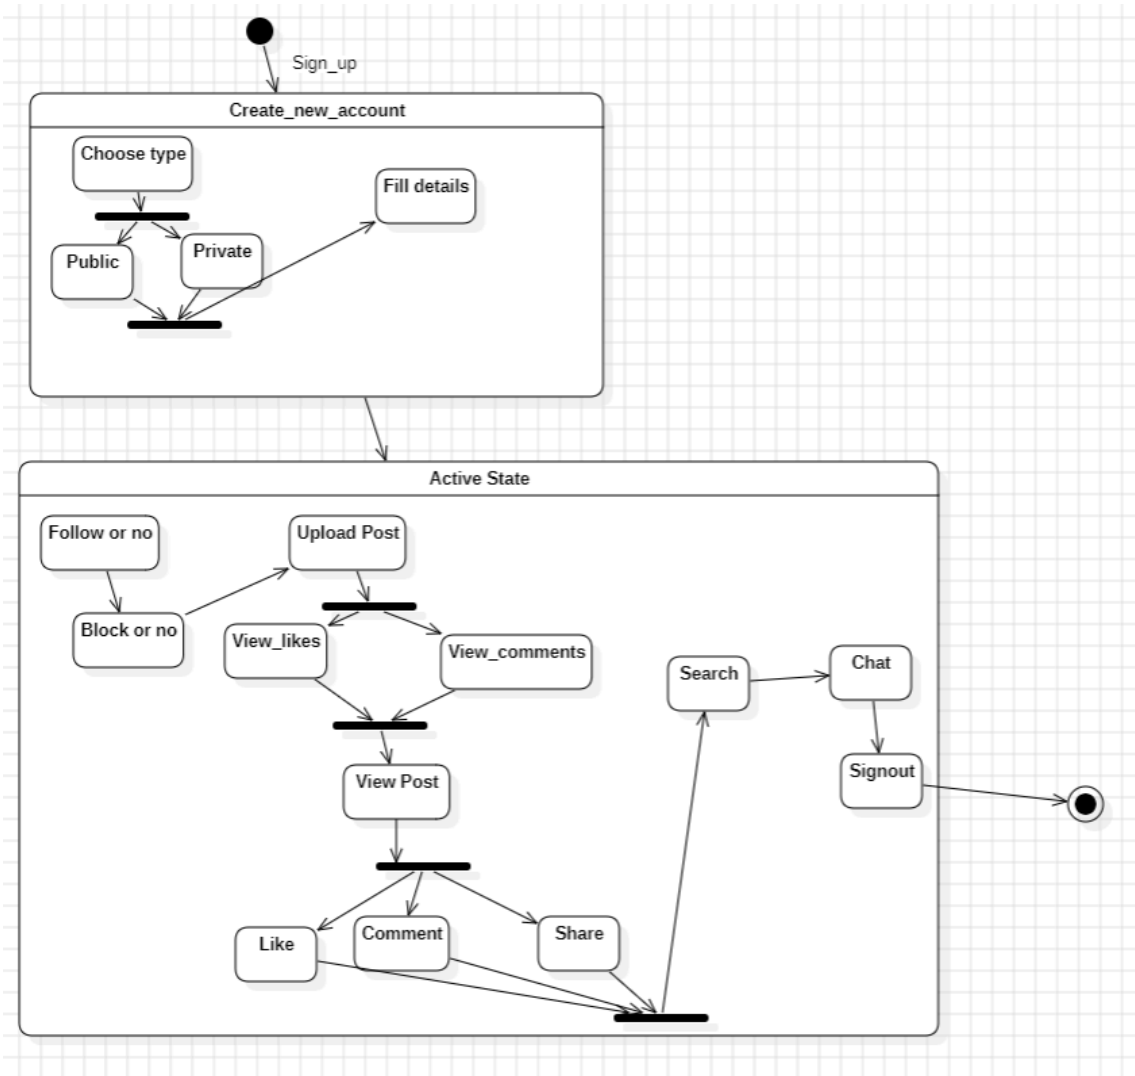 Sign_up
Create_new_account
Choose type
Fill details
Public
Private
Active State
Follow or no
Upload Post
Block or no
View_likes
View_comments
Search
Chat
View Post
Signout
Like
Comment
Share